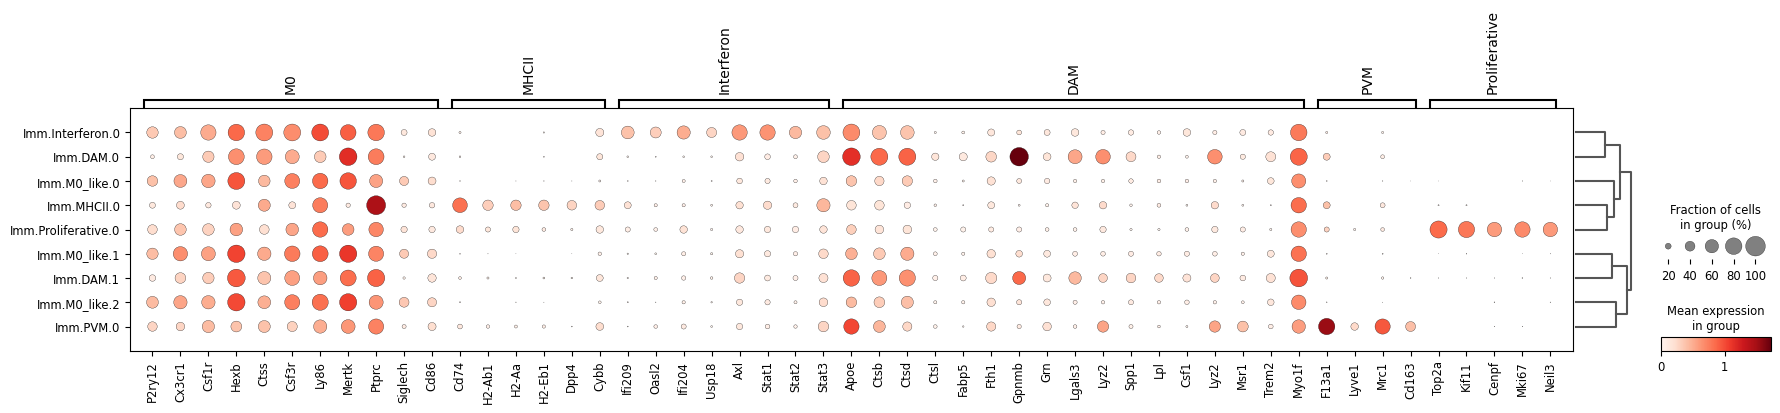 M0
MHCII
Interferon
DAM
PVM
Proliferative
Imm.Interferon.0
Imm.DAM.0
Imm.M0_like.0
Imm.MHCII.0
Imm.Proliferative.0
Imm.M0_like.1
Imm.DAM.1
Imm.M0_like.2
Imm.PVM.0
P2ry12
Cx3cr1
Csf1r
Hexb
Ctss
Csf3r
Ly86
Mertk
Ptprc
Siglech
Cd86
Cd74
H2-Ab1
H2-Aa
H2-Eb1
Dpp4
Cybb
Ifi209
Oasl2
Ifi204
Usp18
Axl
Stat1
Stat2
Stat3
Apoe
Ctsb
Ctsd
Ctsl
Fabp5
Fth1
Gpnmb
Grn
Lgals3
Lyz2
Spp1
Lpl
Csf1
Lyz2
Msr1
Trem2
Myo1f
F13a1
Lyve1
Mrc1
Cd163
Top2a
Kif11
Cenpf
Mki67
Neil3
Fraction of cells
in group (%)
20 40 60 80 100
Mean expression
in group
0 1